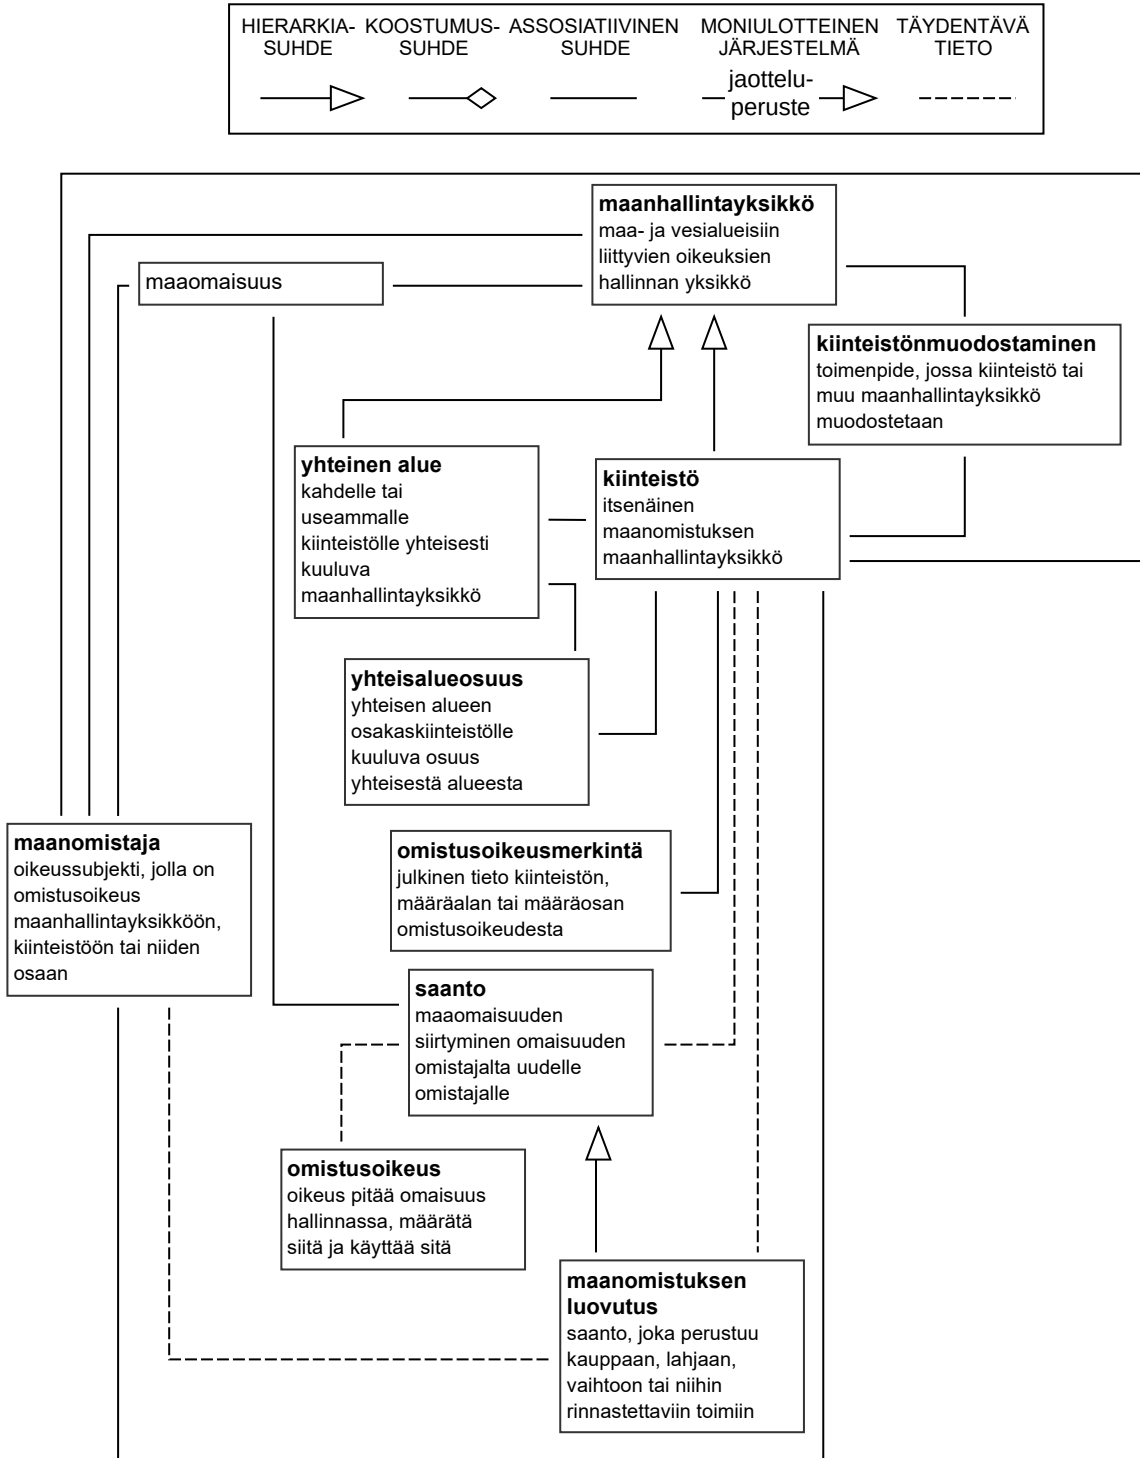 HIERARKIA-
SUHDE
KOOSTUMUS-
SUHDE
ASSOSIATIIVINEN
SUHDE
MONIULOTTEINEN
JÄRJESTELMÄ
TÄYDENTÄVÄ
TIETO
jaottelu-
peruste
maanhallintayksikkö
maa- ja vesialueisiin
liittyvien oikeuksien
hallinnan yksikkö
maaomaisuus
kiinteistönmuodostaminen
toimenpide, jossa kiinteistö tai
muu maanhallintayksikkö
muodostetaan
yhteinen alue
kahdelle tai
useammalle
kiinteistölle yhteisesti
kuuluva
maanhallintayksikkö
kiinteistö
itsenäinen
maanomistuksen
maanhallintayksikkö
yhteisalueosuus
yhteisen alueen
osakaskiinteistölle
kuuluva osuus
yhteisestä alueesta
maanomistaja
oikeussubjekti, jolla on
omistusoikeus
maanhallintayksikköön,
kiinteistöön tai niiden
osaan
omistusoikeusmerkintä
julkinen tieto kiinteistön,
määräalan tai määräosan
omistusoikeudesta
saanto
maaomaisuuden
siirtyminen omaisuuden
omistajalta uudelle
omistajalle
omistusoikeus
oikeus pitää omaisuus
hallinnassa, määrätä
siitä ja käyttää sitä
maanomistuksen
luovutus
saanto, joka perustuu
kauppaan, lahjaan,
vaihtoon tai niihin
rinnastettaviin toimiin